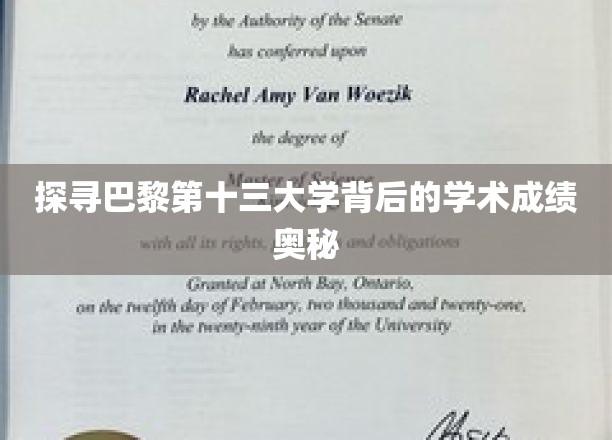 by the Authority of the Senate
has conferred upon
Rachel Amy Van Woezik
the degree of
Master of Science
探寻巴黎第十三大学背后的学术成绩
奥秘
with all its rights, and obligations
Granted at North Bay, Ontario,
on the twelfth day of February, two thousand and twenty-one,
in the twenty-ninth year of the University